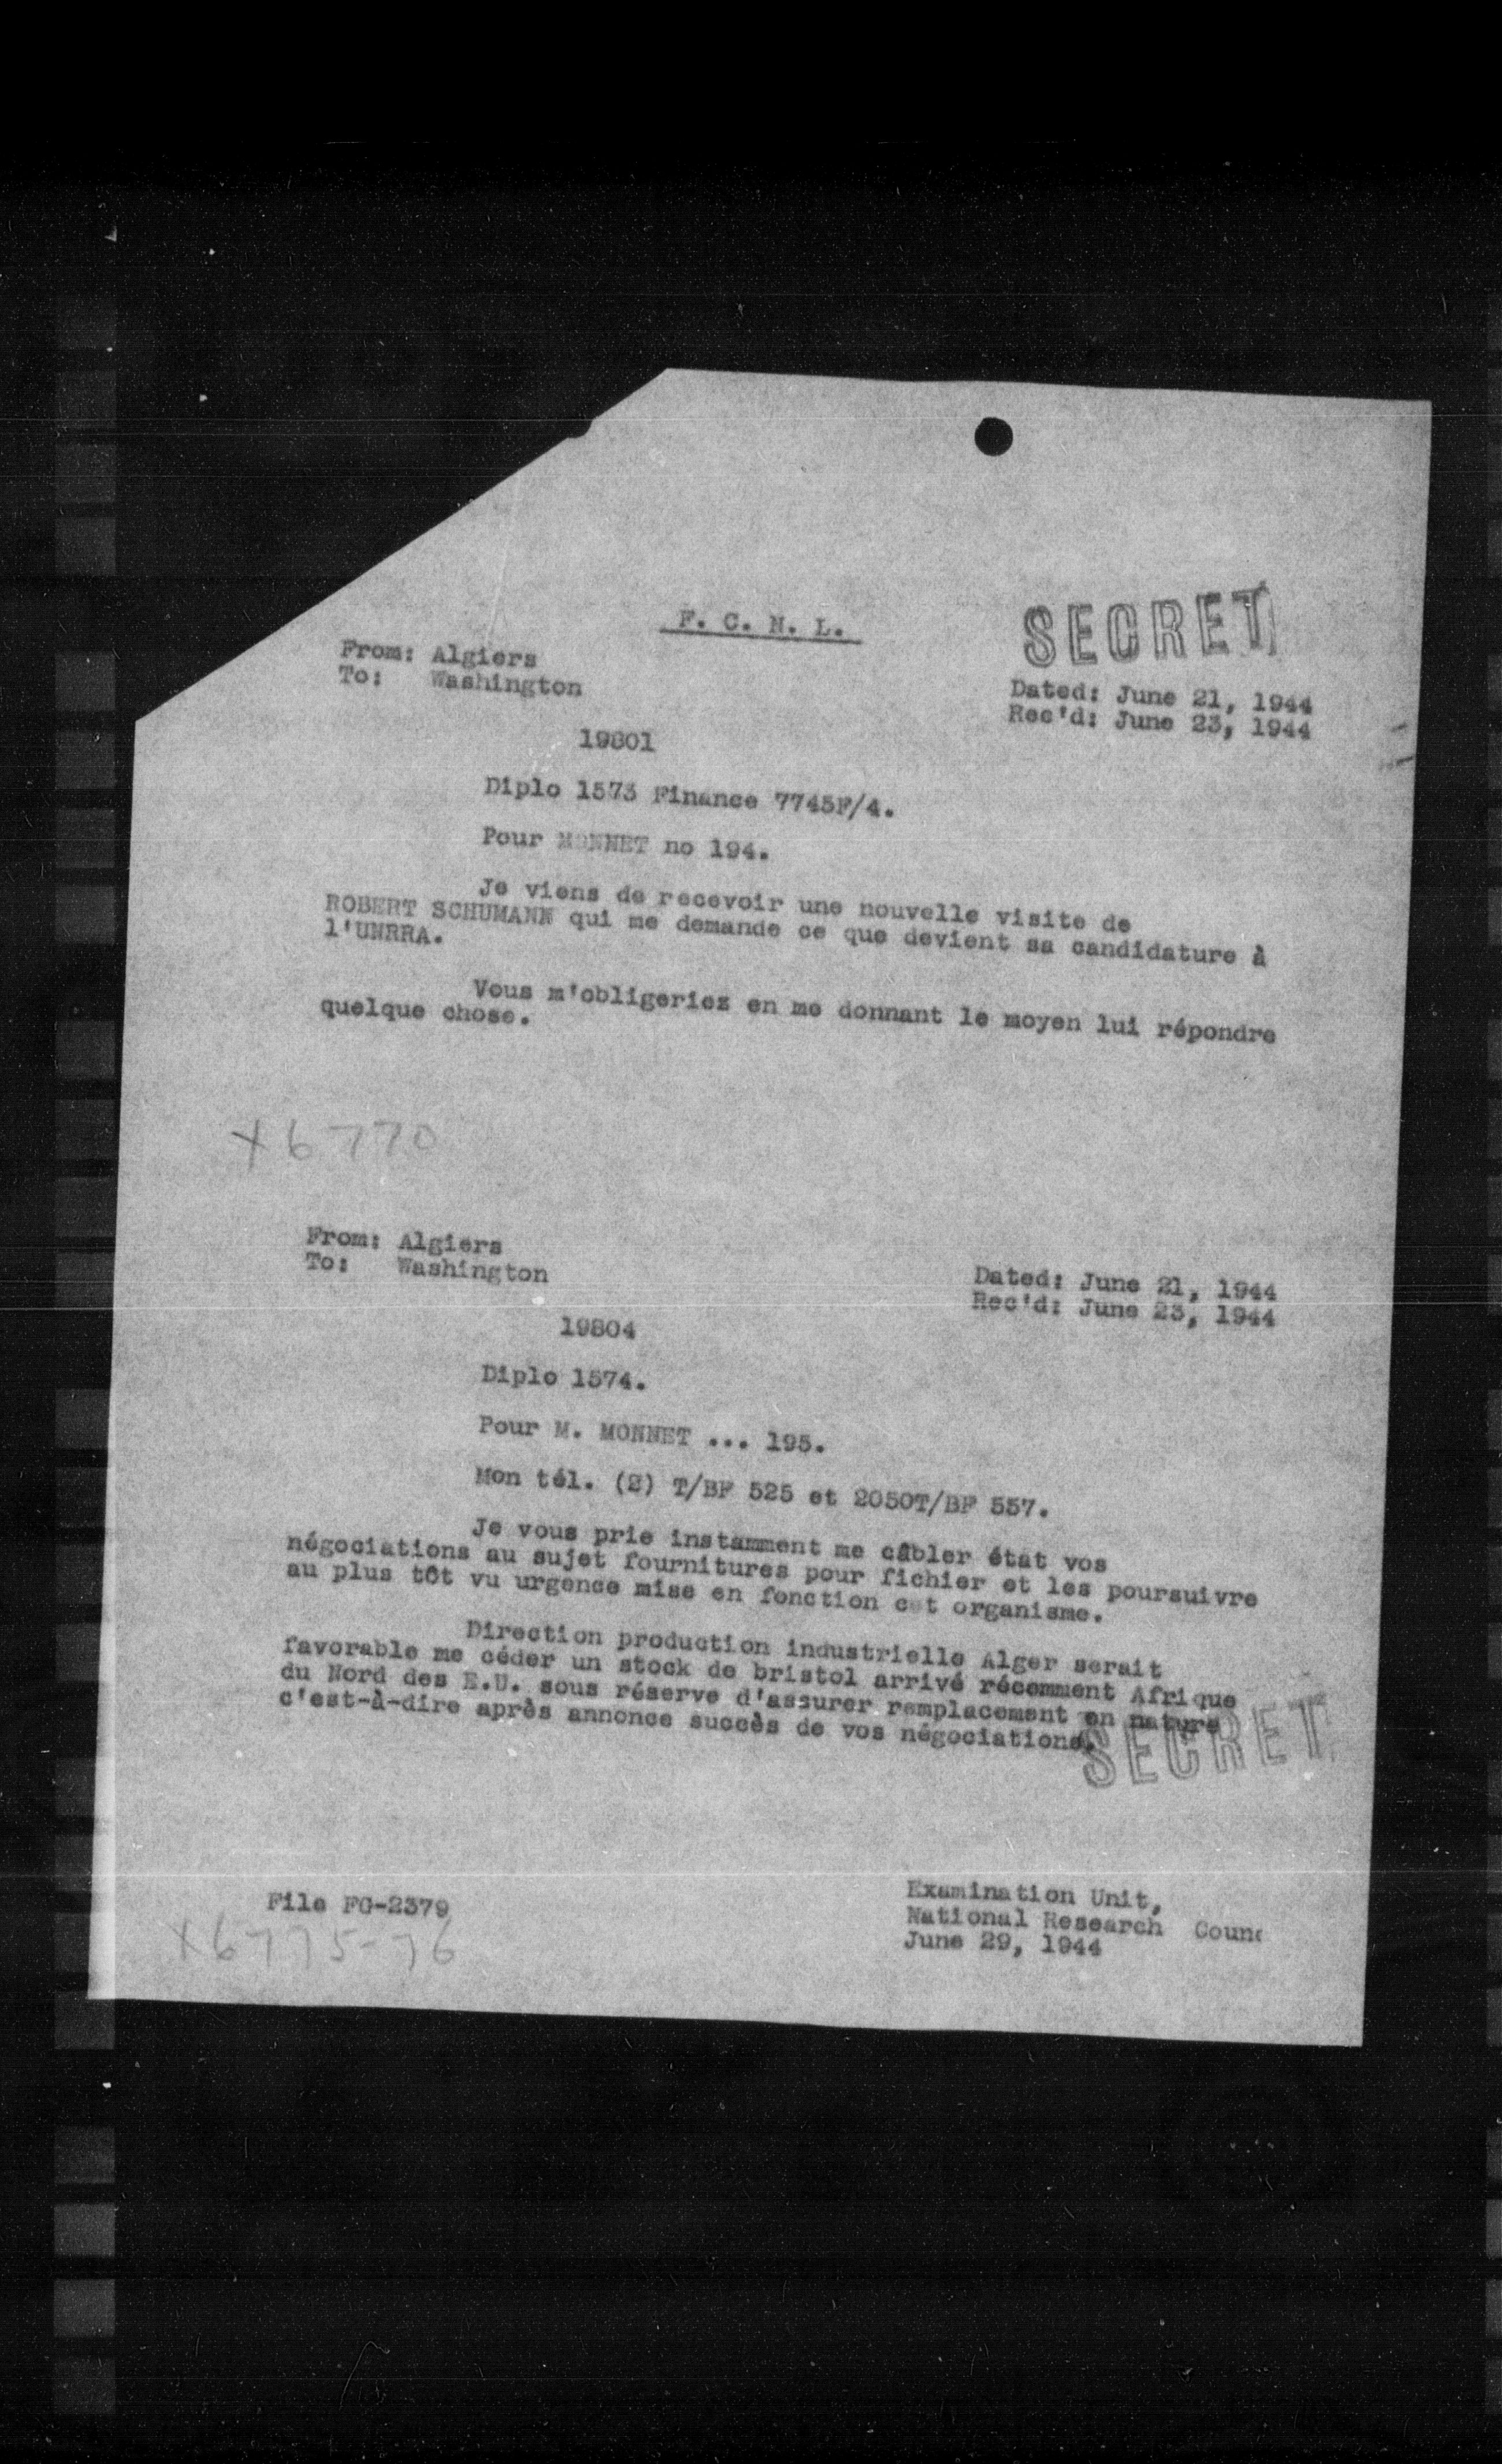 F. C. N. L.
SECRET
From: Algiers
To: Washington
Dated: June 21, 1944
Rec'd: June 23, 1944
19801
Diplo 1573 Finance 7745F/4.
Pour MONNET no 194.
Je viens de recevoir une nouvelle visite de
ROBERT SCHUMANN qui me demande ce que devient sa candidature à
l'UNRRA.
Vous m'obligeriez en me donnant le moyen lui répondre
quelque chose.
X6770
From: Algiers
To: Washington
Dated: June 21, 1944
Rec'd: June 23, 1944
19804
Diplo 1574.
Pour M. MONNET ... 195.
Mon tél. (2) T/BF 525 et 2050T/BF 557.
Je vous prie instamment me câbler état vos
négociations au sujet fournitures pour fichier et les poursuivre
au plus tôt vu urgence mise en fonction cet organisme.
Direction production industrielle Alger serait
favorable me céder un stock de bristol arrivé récemment Afrique
du Nord des E.U. sous réserve d'assurer remplacement en nature
c'est-à-dire après annonce succès de vos négociations.
SECRET
File FG-2379
X6775-76
Examination Unit,
National Research Counc
June 29, 1944